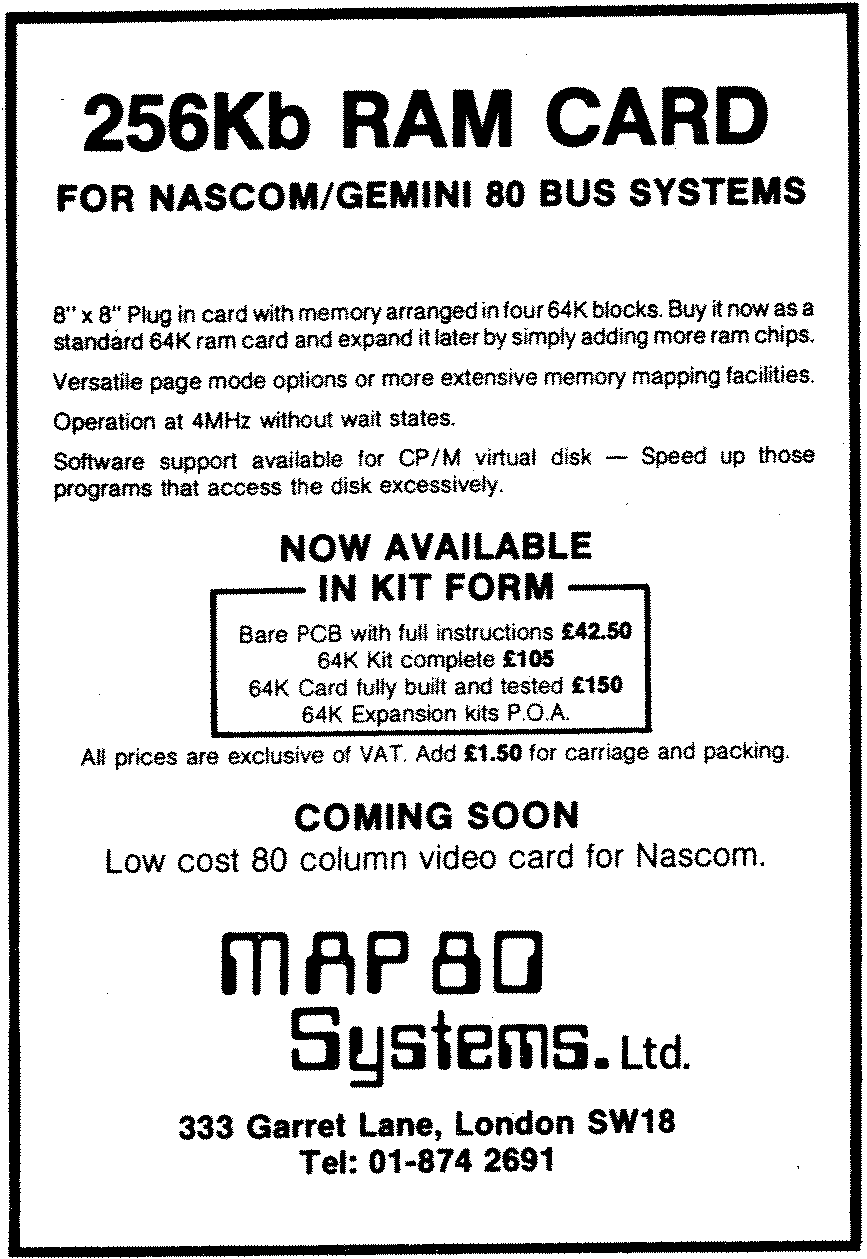 256Kb RAM CARD
FOR NASCOM/GEMINI 80 BUS SYSTEMS
8" x 8" Plug in card with memory arranged in four 64K blocks. Buy it now as a
standard 64K ram card and expand it later by simply adding more ram chips.
Versatile page mode options or more extensive memory mapping facilities.
Operation at 4MHz without wait states.
Software support available for CP/M virtual disk — Speed up those
programs that access the disk excessively.
NOW AVAILABLE
IN KIT FORM
Bare PCB with full instructions £42.50
64K Kit complete £105
64K Card fully built and tested £150
64K Expansion kits P.O.A.
All prices are exclusive of VAT. Add £1.50 for carriage and packing.
COMING SOON
Low cost 80 column video card for Nascom.
MAP 80
Systems. Ltd.
333 Garret Lane, London SW18
Tel: 01-874 2691